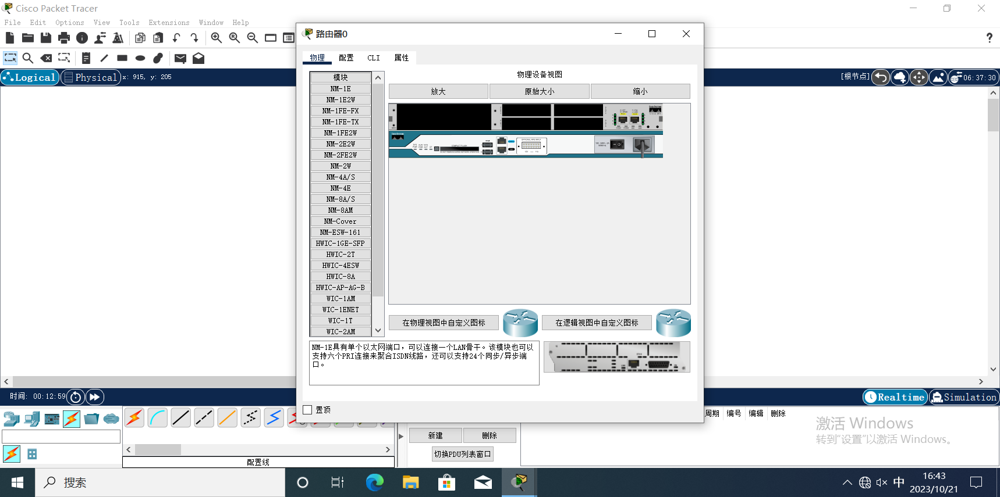 Cisco Packet Tracer
File Edit Options View Tools Extensions Window Help
Logical
Physical
x: 915, y: 205
[根节点]
06:37:30
路由器0
物理 配置 CLI 属性
模块
NM-1E
NM-1E2W
NM-1FE-FX
NM-1FE-TX
NM-1FE2W
NM-2E2W
NM-2FE2W
NM-2W
NM-4A/S
NM-4E
NM-8A/S
NM-8AM
NM-Cover
NM-ESW-161
HWIC-1GE-SFP
HWIC-2T
HWIC-4ESW
HWIC-8A
HWIC-AP-AG-B
WIC-1AM
WIC-1ENET
WIC-1T
WIC-2AM
物理设备视图
放大 原始大小 缩小
在物理视图中自定义图标 在逻辑视图中自定义图标
NM-1E具有单个以太网端口，可以连接一个LAN骨干。该模块也可以
支持六个PRI连接来聚合ISDN线路，还可以支持24个同步/异步端
口。
置顶
时间: 00:12:59
Realtime
Simulation
周期 编号 编辑 删除
新建 删除
切换PDU列表窗口
配置线
激活 Windows
转到“设置”以激活 Windows。
搜索
中
16:43
2023/10/21